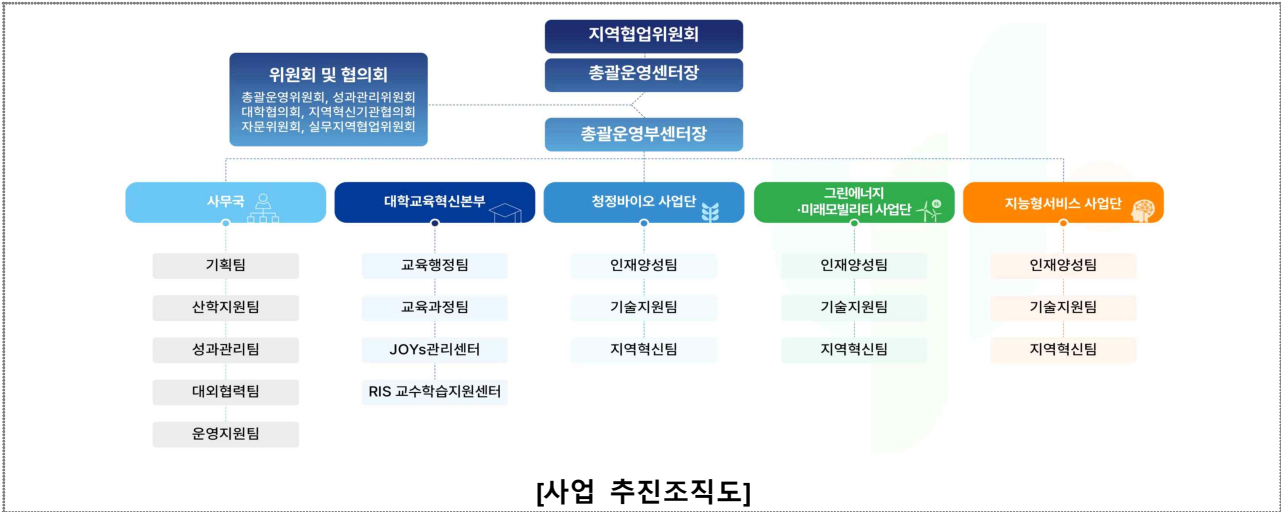 지역협업위원회
총괄운영센터장
위원회 및 협의회
총괄운영위원회, 성과관리위원회
대학협의회, 지역혁신기관협의회
자문위원회, 실무지역협업위원회
총괄운영부센터장
사무국
기획팀
산학지원팀
성과관리팀
대외협력팀
운영지원팀
대학교육혁신본부
교육행정팀
교육과정팀
JOYs관리센터
RIS 교수학습지원센터
청정바이오 사업단
인재양성팀
기술지원팀
지역혁신팀
그린에너지
·미래모빌리티 사업단
인재양성팀
기술지원팀
지역혁신팀
지능형서비스 사업단
인재양성팀
기술지원팀
지역혁신팀
[사업 추진조직도]